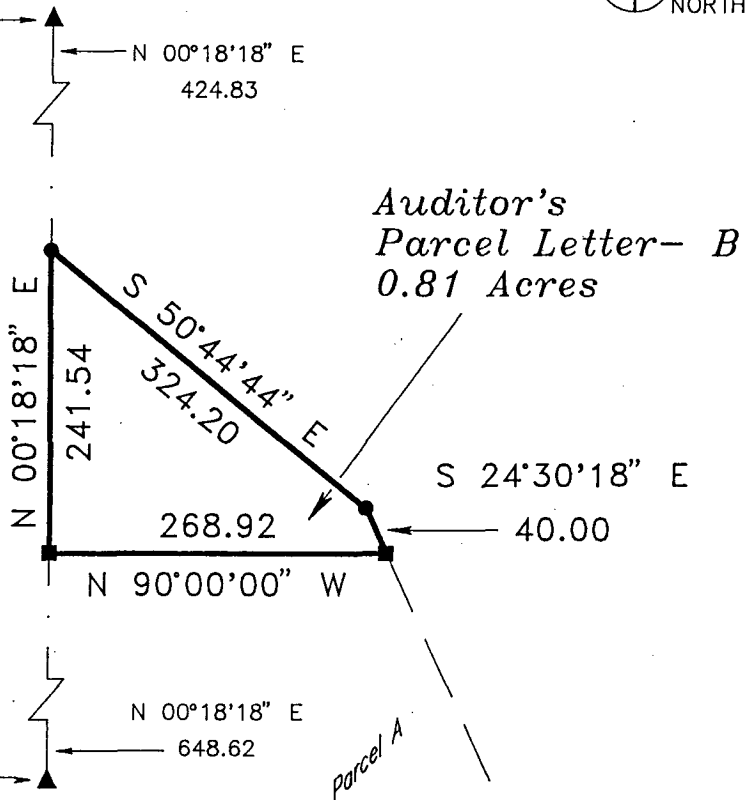 NORTH
N 00°18'18" E
424.83
Auditor's
Parcel Letter- B
0.81 Acres
S 50°44'44" E
324.20
N 00°18'18" E
241.54
S 24°30'18" E
40.00
268.92
N 90°00'00" W
N 00°18'18" E
648.62
Parcel A